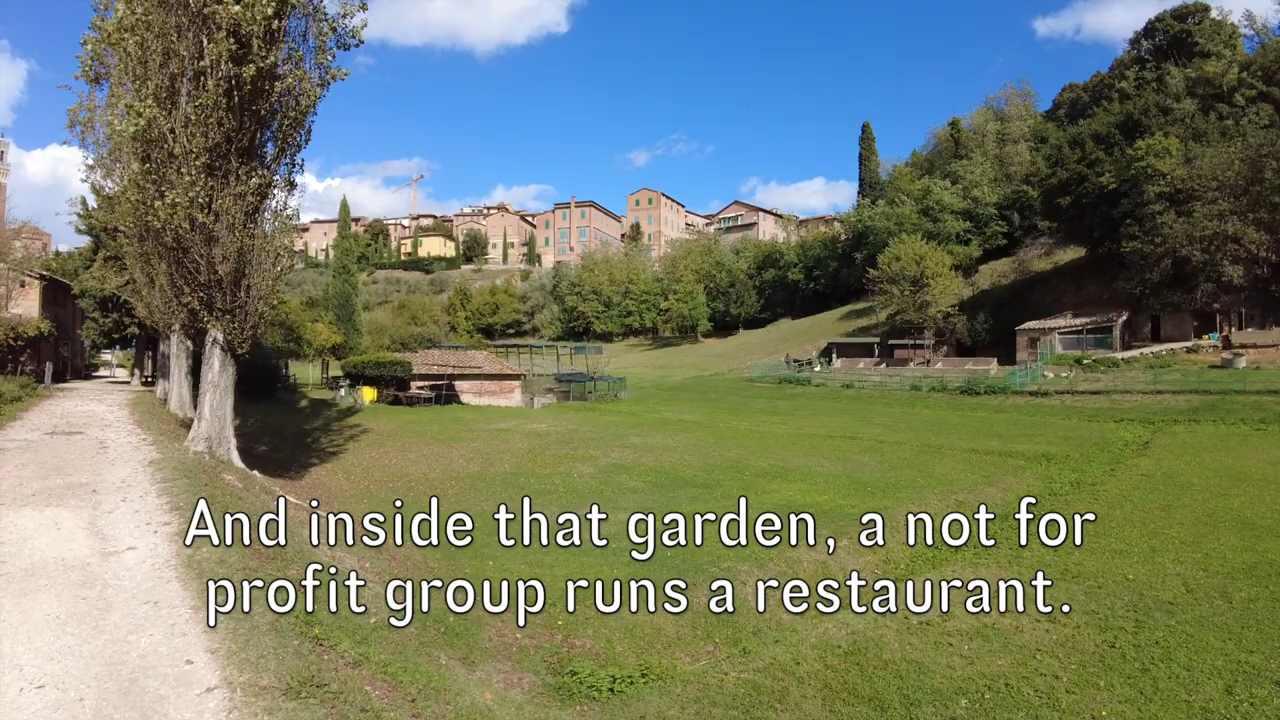 And inside that garden, a not for
profit group runs a restaurant.